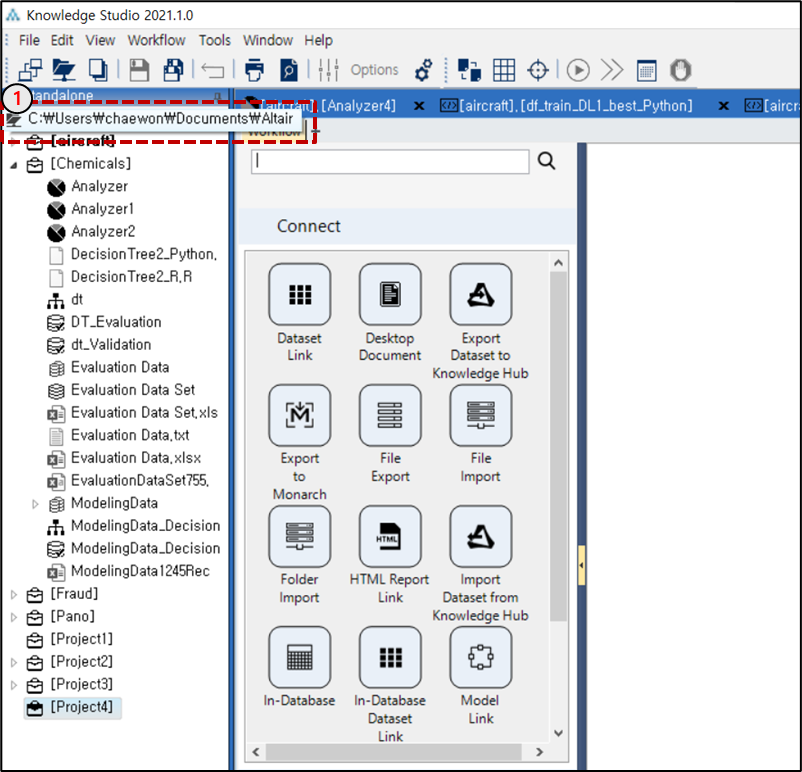 Knowledge Studio 2021.1.0
File Edit View Workflow Tools Window Help
Options
1
tandalone
[aircraft], [Analyzer4] × [aircraft], [df_train_DL1_best_Python] × [aircra
C:₩Users₩chaewon₩Documents₩Altair
Workflow
[aircraft]
[Chemicals]
Analyzer
Analyzer1
Analyzer2
DecisionTree2_Python,
DecisionTree2_R,R
dt
DT_Evaluation
dt_Validation
Evaluation Data
Evaluation Data Set
Evaluation Data Set,xls
Evaluation Data,txt
Evaluation Data,xlsx
EvaluationDataSet755,
ModelingData
ModelingData_Decision
ModelingData_Decision
ModelingData1245Rec
[Fraud]
[Pano]
[Project1]
[Project2]
[Project3]
[Project4]
Connect
Dataset
Link
Desktop
Document
Export
Dataset to
Knowledge Hub
Export
to
Monarch
File
Export
File
Import
Folder
Import
HTML
HTML Report
Link
Import
Dataset from
Knowledge Hub
In-Database
In-Database
Dataset
Link
Model
Link